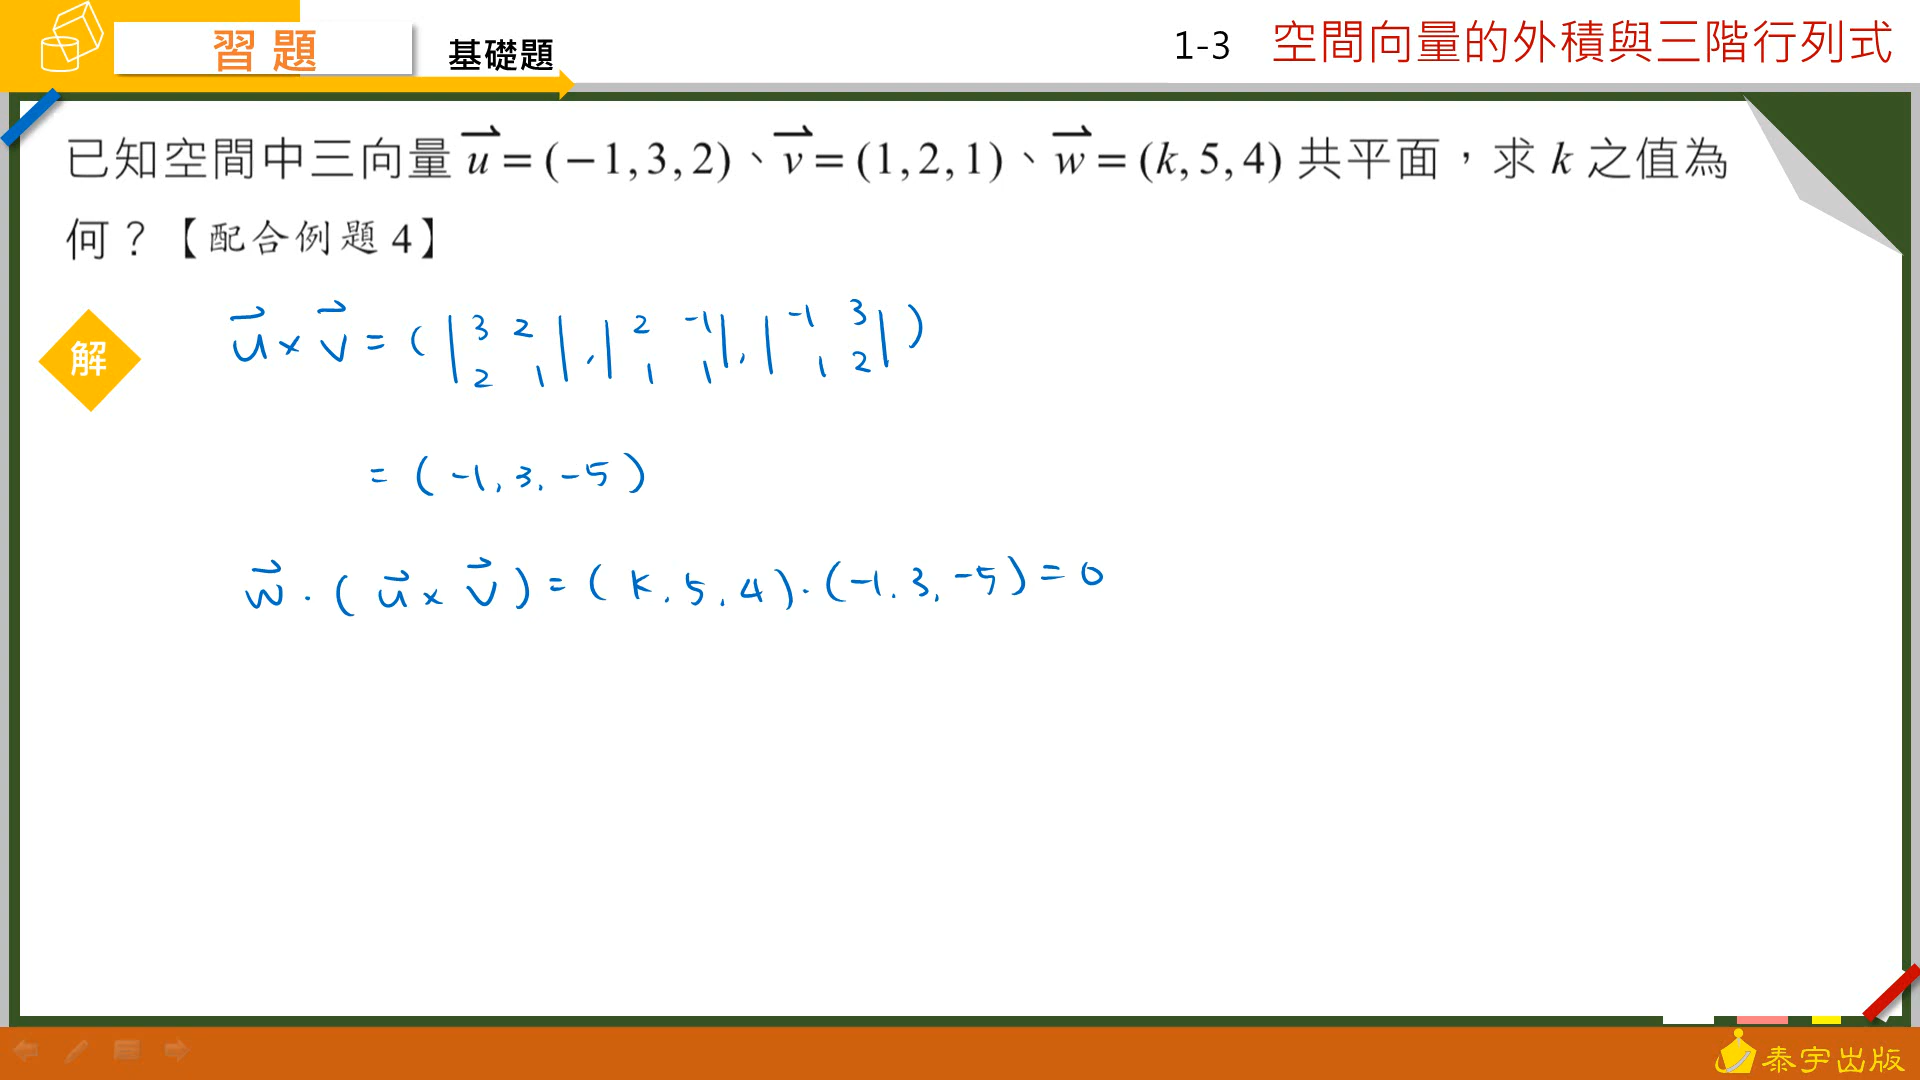 習題
基礎題
1-3 空間向量的外積與三階行列式
已知空間中三向量 u⇀ = (−1, 3, 2)、v⇀ = (1, 2, 1)、w⇀ = (k, 5, 4) 共平面，求 k 之值為
何？【配合例題 4】
解
u⇀ × v⇀ = ( | 3 2 | , | 2 -1 | , | -1 3 | )
2 1 1 1 1 2
= ( -1, 3, -5 )
w⇀ · ( u⇀ × v⇀ ) = ( k, 5, 4 ) · ( -1, 3, -5 ) = 0
泰宇出版